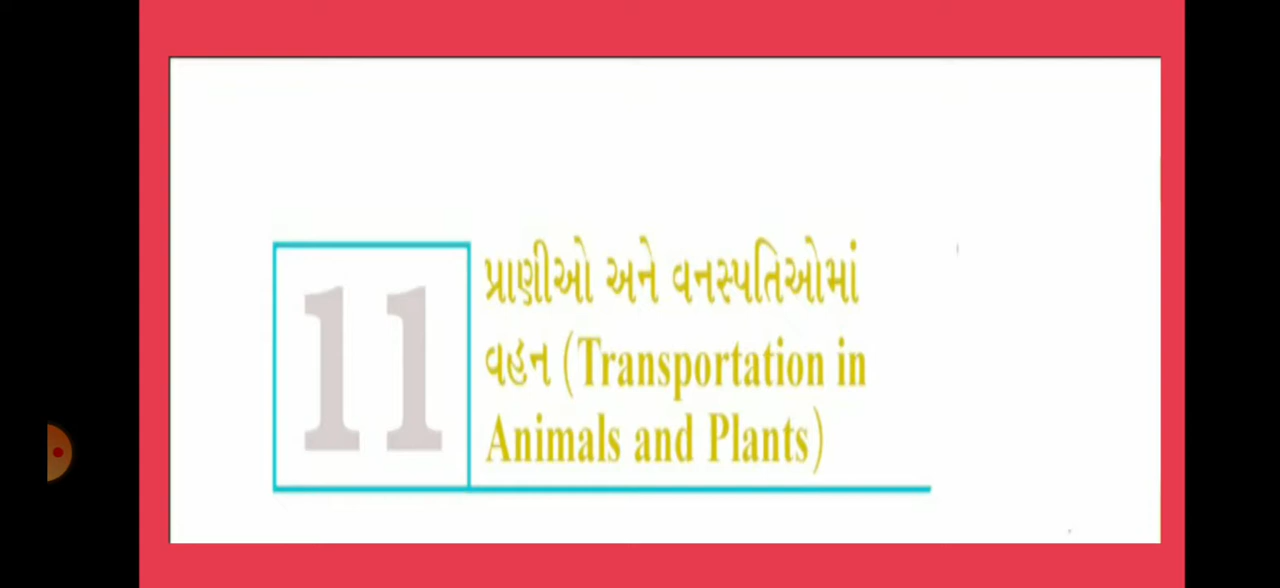 11
પ્રાણીઓ અને વનસ્પતિઓમાં
વહન (Transportation in
Animals and Plants)